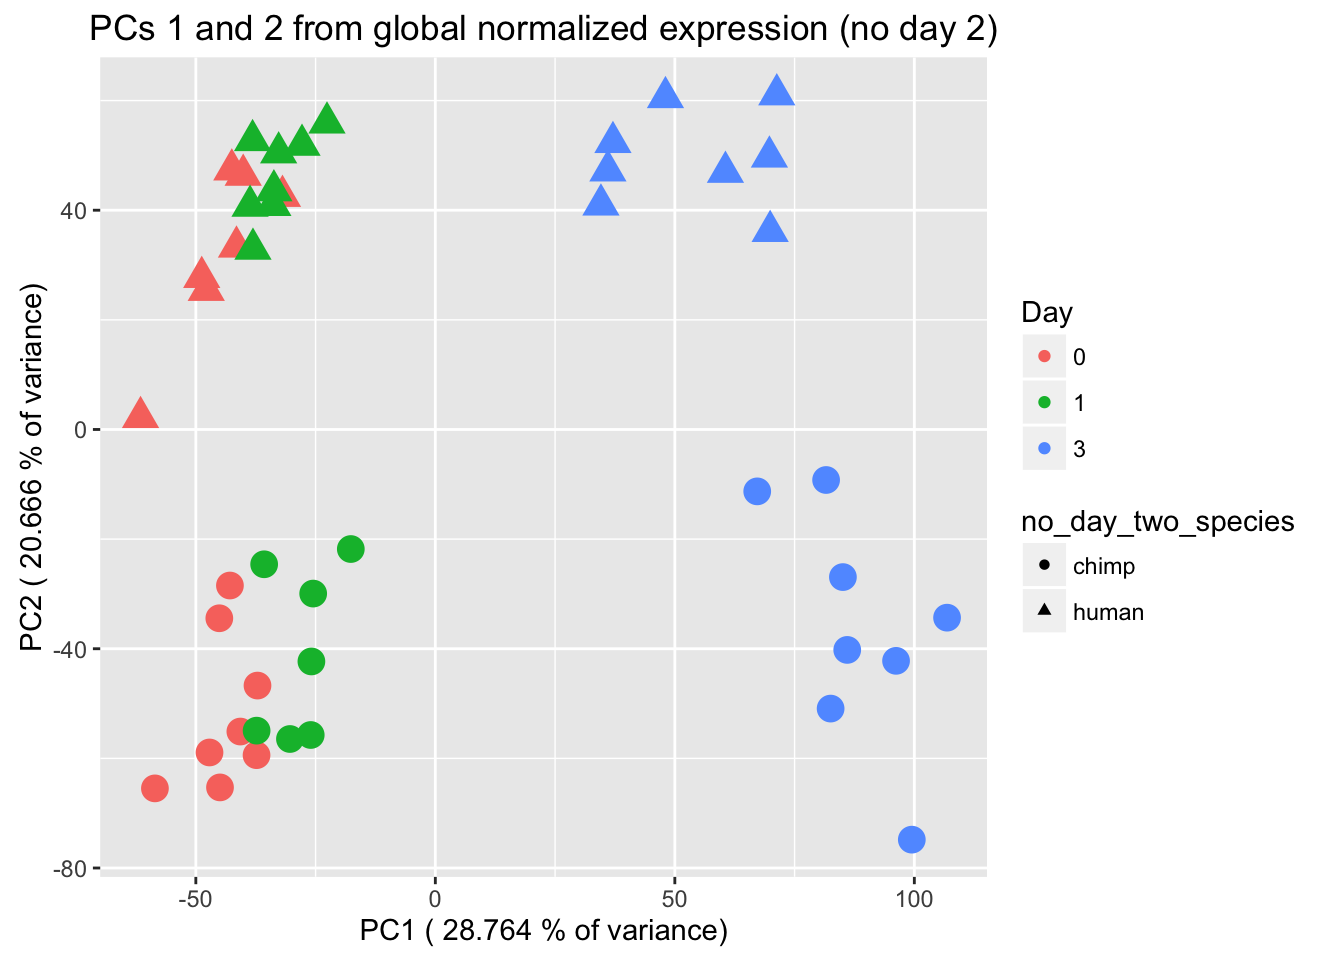 PCs 1 and 2 from global normalized expression (no day 2)
PC2 ( 20.666 % of variance)
40
0
-40
-80
-50
0
50
100
PC1 ( 28.764 % of variance)
Day
0
1
3
no_day_two_species
chimp
human